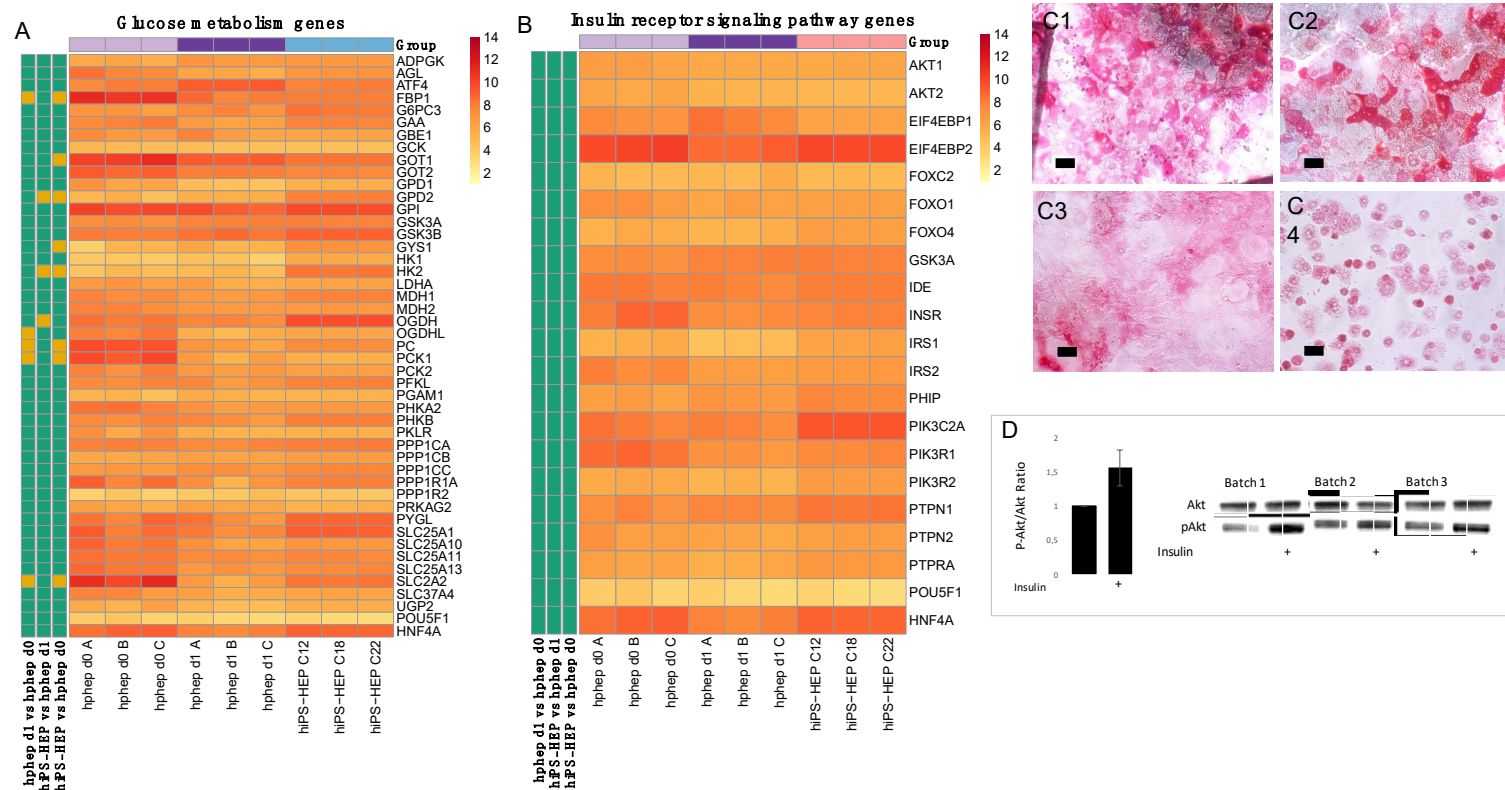 A
Glucose metabolism genes
Group
ADPGK
AGL
ATF4
FBP1
G6PC3
GAA
GBE1
GCK
GOT1
GOT2
GPD1
GPD2
GPI
GSK3A
GSK3B
GYS1
HK1
HK2
LDHA
MDH1
MDH2
OGDH
OGDHL
PC
PCK1
PCK2
PFKL
PGAM1
PHKA2
PHKB
PKLR
PPP1CA
PPP1CB
PPP1CC
PPP1R1A
PPP1R2
PRKAG2
PYGL
SLC25A1
SLC25A10
SLC25A11
SLC25A13
SLC2A2
SLC37A4
UGP2
POU5F1
HNF4A
hphep d1 vs hphep d0
hiPS-HEP vs hphep d1
hiPS-HEP vs hphep d0
hphep d0 A
hphep d0 B
hphep d0 C
hphep d1 A
hphep d1 B
hphep d1 C
hiPS-HEP C12
hiPS-HEP C18
hiPS-HEP C22
14
12
10
8
6
4
2
B
Insulin receptor signaling pathway genes
Group
AKT1
AKT2
EIF4EBP1
EIF4EBP2
FOXC2
FOXO1
FOXO4
GSK3A
IDE
INSR
IRS1
IRS2
PHIP
PIK3C2A
PIK3R1
PIK3R2
PTPN1
PTPN2
PTPRA
POU5F1
HNF4A
hphep d1 vs hphep d0
hiPS-HEP vs hphep d1
hiPS-HEP vs hphep d0
hphep d0 A
hphep d0 B
hphep d0 C
hphep d1 A
hphep d1 B
hphep d1 C
hiPS-HEP C12
hiPS-HEP C18
hiPS-HEP C22
14
12
10
8
6
4
2
C1
C2
C3
C
4
D
P-Akt/Akt Ratio
2
1,5
1
0,5
0
Insulin
+
Batch 1
Batch 2
Batch 3
Akt
pAkt
Insulin
+
+
+